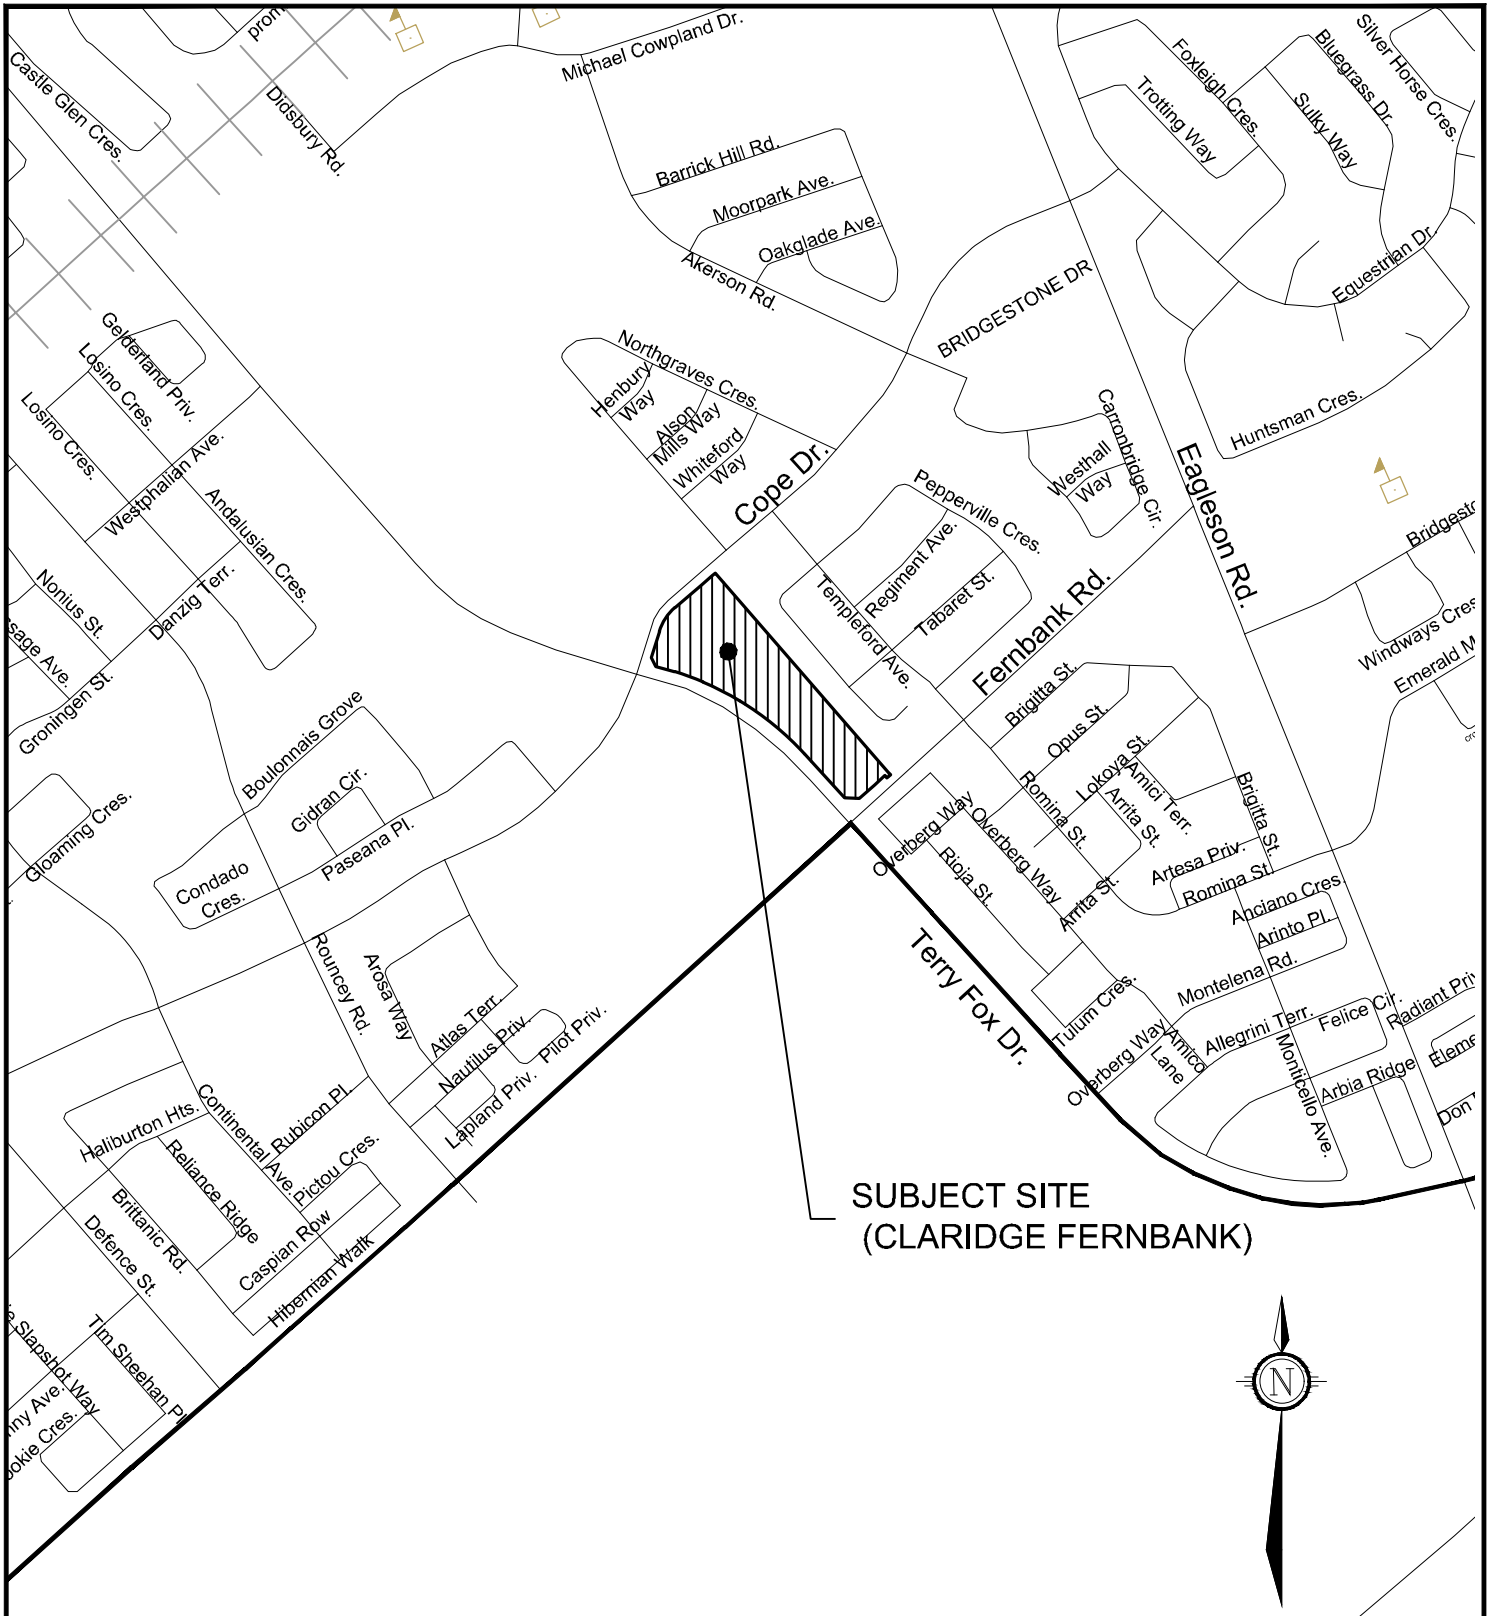 Michael Cowpland Dr.
Castle Glen Cres.
Didsbury Rd.
Foxleigh Cres.
Trotting Way
Bluegrass Dr.
Sulky Way
Silver Horse Cres.
Barrick Hill Rd.
Moorpark Ave.
Oakglade Ave.
Akerson Rd.
BRIDGESTONE DR
Equestrian Dr.
Huntsman Cres.
Gelderland Priv.
Losino Cres.
Losino Cres.
Westphalian Ave.
Andalusian Cres.
Northgraves Cres.
Henbury
Way
Alson
Mills Way
Whiteford
Way
Cope Dr.
Carronbridge Cir.
Westhall
Way
Eagleson Rd.
Pepperville Cres.
Regiment Ave.
Tabaret St.
Templeford Ave.
Fernbank Rd.
Nonius St.
Danzig Terr.
ssage Ave.
Groningen St.
Bridgesto
Windways Cres
Emerald M
Brigitta St.
Opus St.
Lokoya St.
Amici Terr.
Arrita St.
Romina St.
Brigitta St.
Boulonnais Grove
Gidran Cir.
Paseana Pl.
Gloaming Cres.
Condado
Cres.
Overberg Way
Overberg Way
Rioja St.
Arrita St.
Artesa Priv.
Romina St.
Anciano Cres
Arinto Pl.
Montelena Rd.
Terry Fox Dr.
Rouncey Rd.
Arosa Way
Atlas Terr.
Nautilus Priv.
Pilot Priv.
Lapland Priv.
Tulum Cres.
Overberg Way
Amico
Lane
Allegrini Terr.
Felice Cir.
Radiant Priv
Eleme
Monticello Ave.
Arbia Ridge
Don
Haliburton Hts.
Continental Ave.
Rubicon Pl.
Pictou Cres.
Reliance Ridge
Brittanic Rd.
Defence St.
Caspian Row
Hibernian Walk
SUBJECT SITE
(CLARIDGE FERNBANK)
e Slapshot Way
Tim Sheehan Pl
nny Ave.
ookie Cres.
N